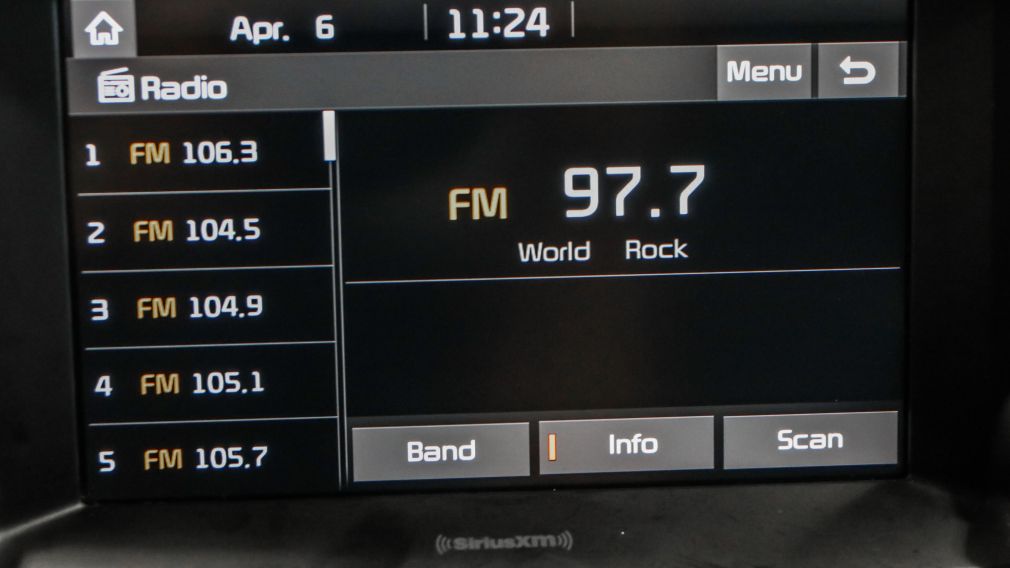 Apr. 6 11:24
Radio Menu
1 FM 106.3
2 FM 104.5
3 FM 104.9
4 FM 105.1
5 FM 105.7
FM 97.7
World Rock
Band Info Scan
SiriusXM